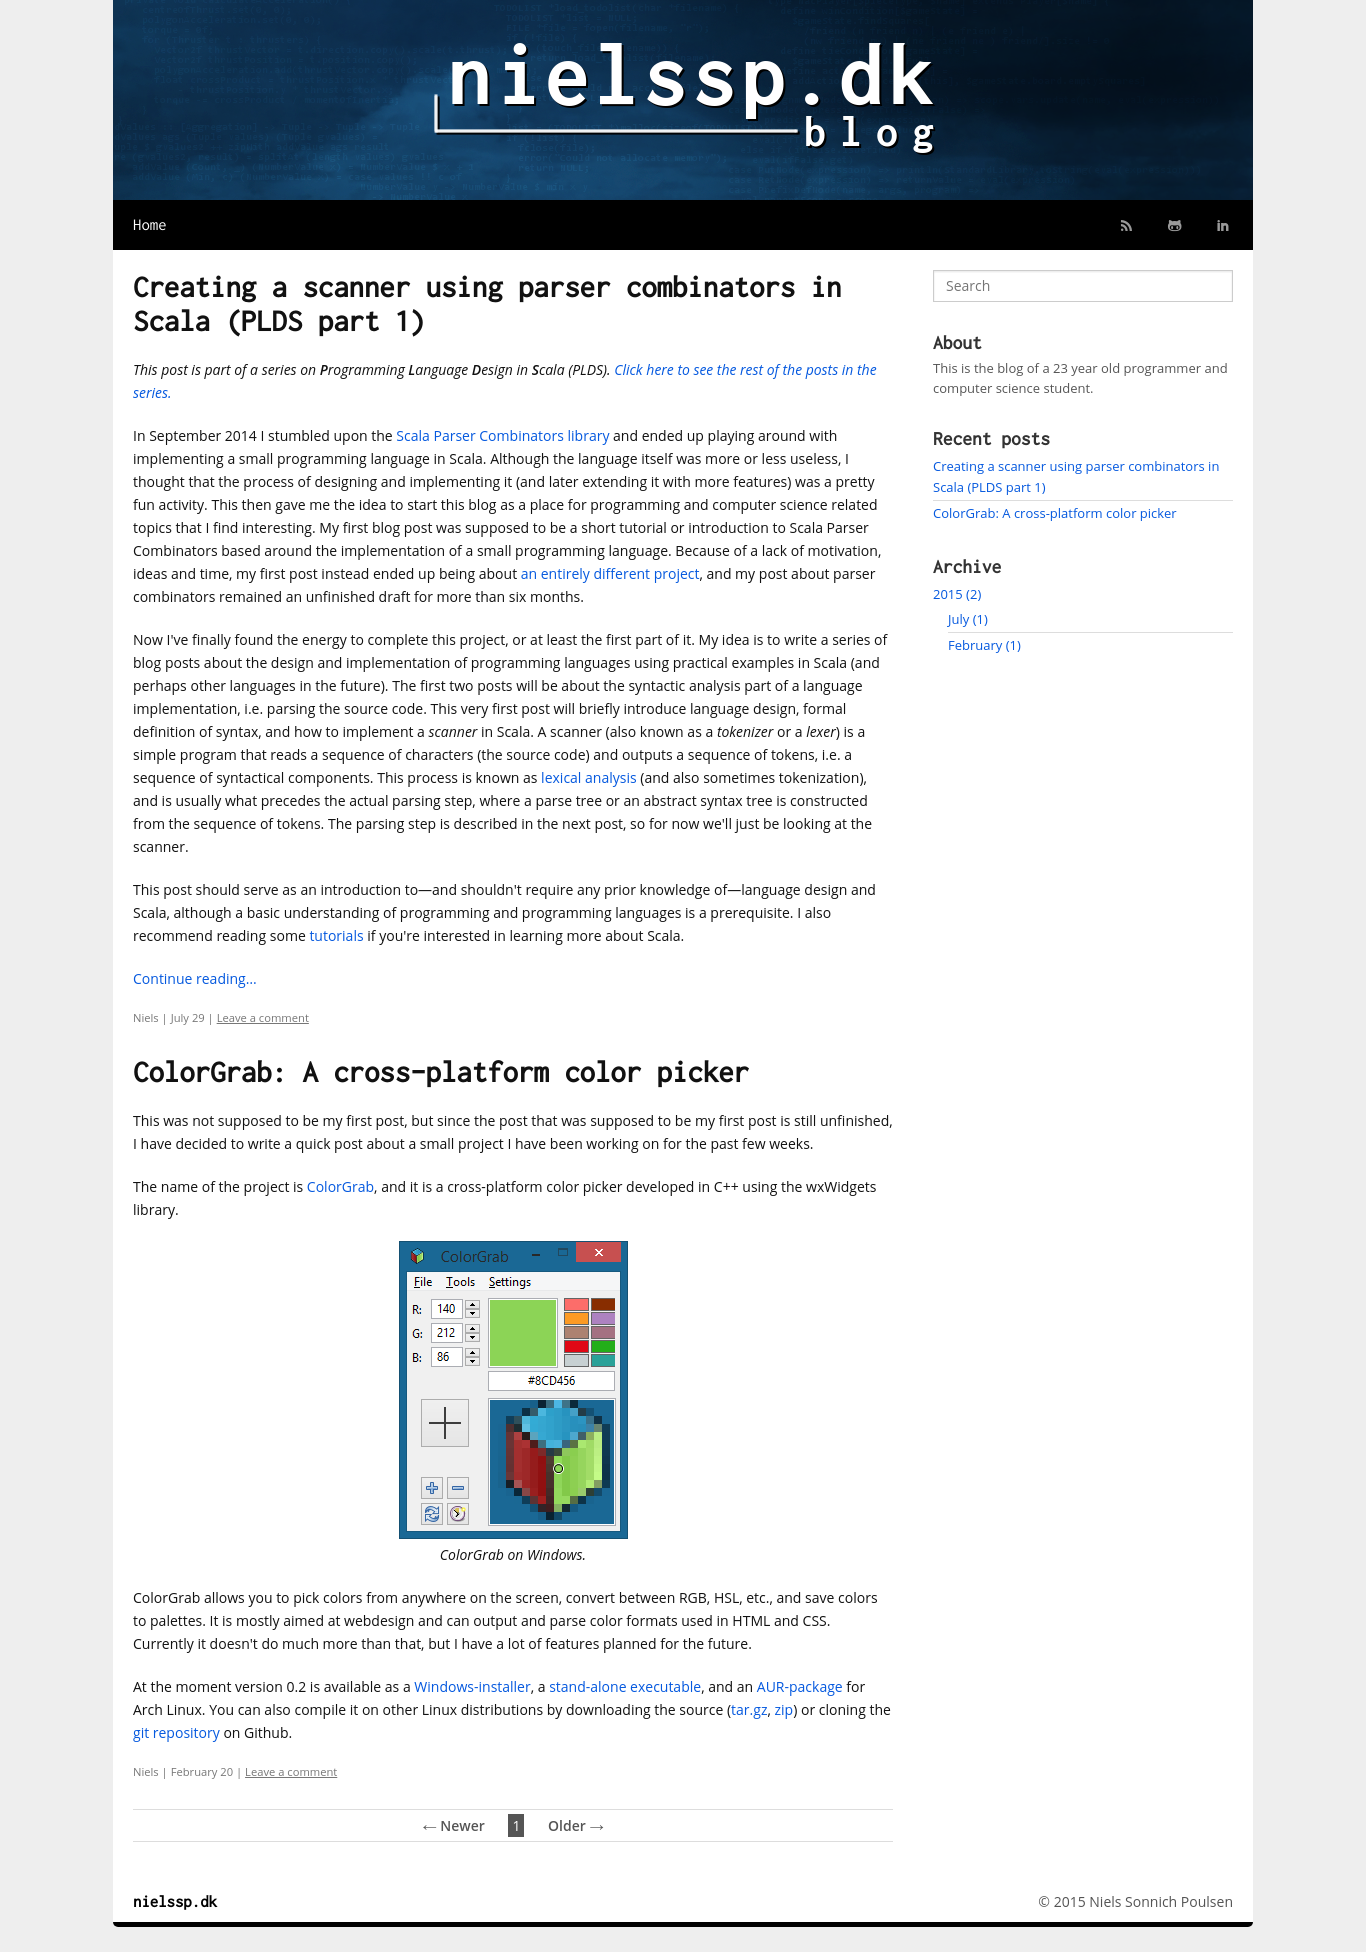 nielssp.dk
blog
Home
Creating a scanner using parser combinators in
Scala (PLDS part 1)
This post is part of a series on Programming Language Design in Scala (PLDS). Click here to see the rest of the posts in the
series.
In September 2014 I stumbled upon the Scala Parser Combinators library and ended up playing around with
implementing a small programming language in Scala. Although the language itself was more or less useless, I
thought that the process of designing and implementing it (and later extending it with more features) was a pretty
fun activity. This then gave me the idea to start this blog as a place for programming and computer science related
topics that I find interesting. My first blog post was supposed to be a short tutorial or introduction to Scala Parser
Combinators based around the implementation of a small programming language. Because of a lack of motivation,
ideas and time, my first post instead ended up being about an entirely different project, and my post about parser
combinators remained an unfinished draft for more than six months.
Now I've finally found the energy to complete this project, or at least the first part of it. My idea is to write a series of
blog posts about the design and implementation of programming languages using practical examples in Scala (and
perhaps other languages in the future). The first two posts will be about the syntactic analysis part of a language
implementation, i.e. parsing the source code. This very first post will briefly introduce language design, formal
definition of syntax, and how to implement a scanner in Scala. A scanner (also known as a tokenizer or a lexer) is a
simple program that reads a sequence of characters (the source code) and outputs a sequence of tokens, i.e. a
sequence of syntactical components. This process is known as lexical analysis (and also sometimes tokenization),
and is usually what precedes the actual parsing step, where a parse tree or an abstract syntax tree is constructed
from the sequence of tokens. The parsing step is described in the next post, so for now we'll just be looking at the
scanner.
This post should serve as an introduction to—and shouldn't require any prior knowledge of—language design and
Scala, although a basic understanding of programming and programming languages is a prerequisite. I also
recommend reading some tutorials if you're interested in learning more about Scala.
Continue reading...
Niels | July 29 | Leave a comment
ColorGrab: A cross-platform color picker
This was not supposed to be my first post, but since the post that was supposed to be my first post is still unfinished,
I have decided to write a quick post about a small project I have been working on for the past few weeks.
The name of the project is ColorGrab, and it is a cross-platform color picker developed in C++ using the wxWidgets
library.
ColorGrab
File Tools Settings
R: 140
G: 212
B: 86
#8CD456
ColorGrab on Windows.
ColorGrab allows you to pick colors from anywhere on the screen, convert between RGB, HSL, etc., and save colors
to palettes. It is mostly aimed at webdesign and can output and parse color formats used in HTML and CSS.
Currently it doesn't do much more than that, but I have a lot of features planned for the future.
At the moment version 0.2 is available as a Windows-installer, a stand-alone executable, and an AUR-package for
Arch Linux. You can also compile it on other Linux distributions by downloading the source (tar.gz, zip) or cloning the
git repository on Github.
Niels | February 20 | Leave a comment
← Newer 1 Older →
Search
About
This is the blog of a 23 year old programmer and
computer science student.
Recent posts
Creating a scanner using parser combinators in
Scala (PLDS part 1)
ColorGrab: A cross-platform color picker
Archive
2015 (2)
July (1)
February (1)
nielssp.dk
© 2015 Niels Sonnich Poulsen